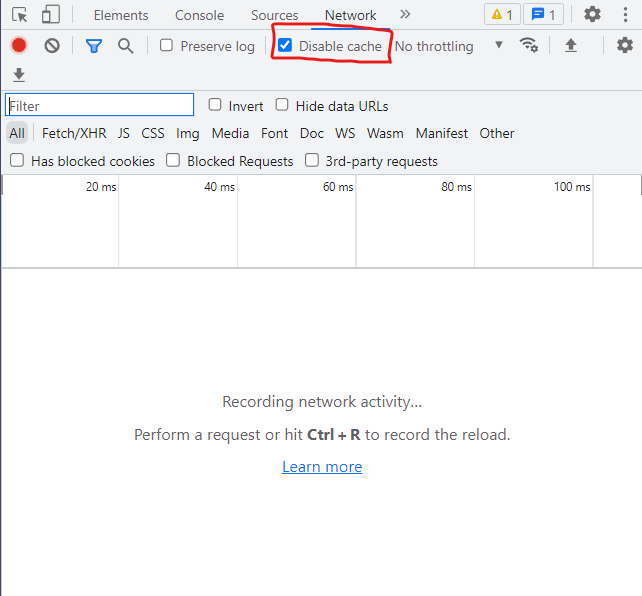 Elements Console Sources Network 1 1
Preserve log Disable cache No throttling
Filter Invert Hide data URLs
All Fetch/XHR JS CSS Img Media Font Doc WS Wasm Manifest Other
Has blocked cookies Blocked Requests 3rd-party requests
20 ms 40 ms 60 ms 80 ms 100 ms
Recording network activity…
Perform a request or hit Ctrl + R to record the reload.
Learn more